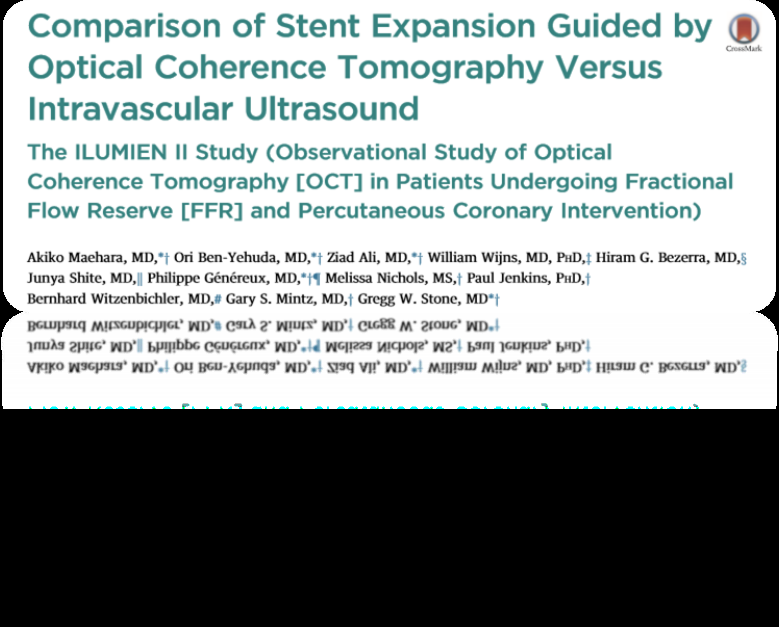 Comparison of Stent Expansion Guided by
Optical Coherence Tomography Versus
Intravascular Ultrasound
CrossMark
The ILUMIEN II Study (Observational Study of Optical
Coherence Tomography [OCT] in Patients Undergoing Fractional
Flow Reserve [FFR] and Percutaneous Coronary Intervention)
Akiko Maehara, MD,*† Ori Ben-Yehuda, MD,*† Ziad Ali, MD,*† William Wijns, MD, PHD,‡ Hiram G. Bezerra, MD,§
Junya Shite, MD,‖ Philippe Généreux, MD,*†¶ Melissa Nichols, MS,† Paul Jenkins, PHD,†
Bernhard Witzenbichler, MD,# Gary S. Mintz, MD,† Gregg W. Stone, MD*†